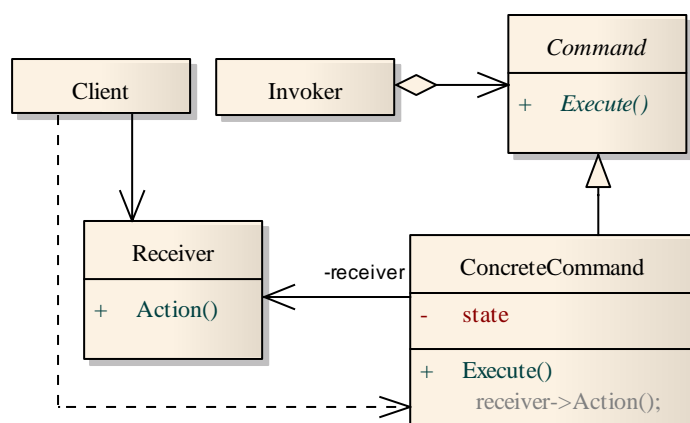 Client
Invoker
Command
+ Execute()
Receiver
+ Action()
-receiver
ConcreteCommand
- state
+ Execute()
receiver->Action();